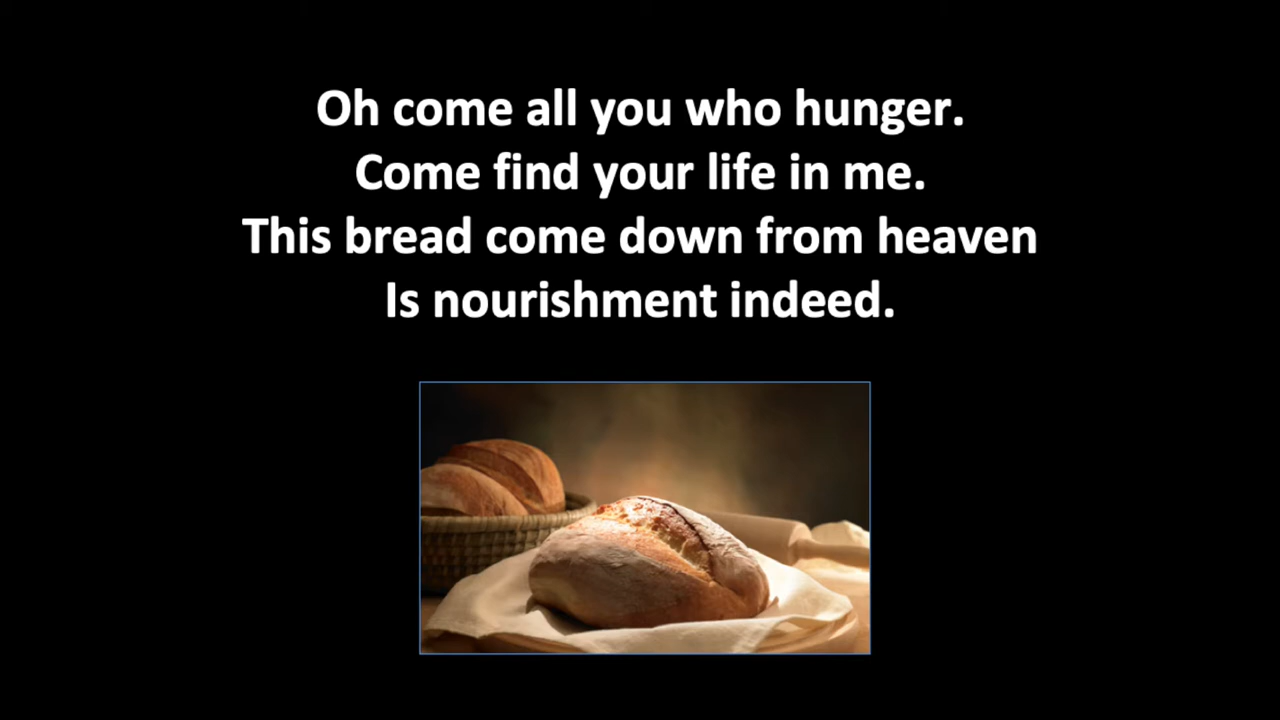 Oh come all you who hunger.
Come find your life in me.
This bread come down from heaven
Is nourishment indeed.